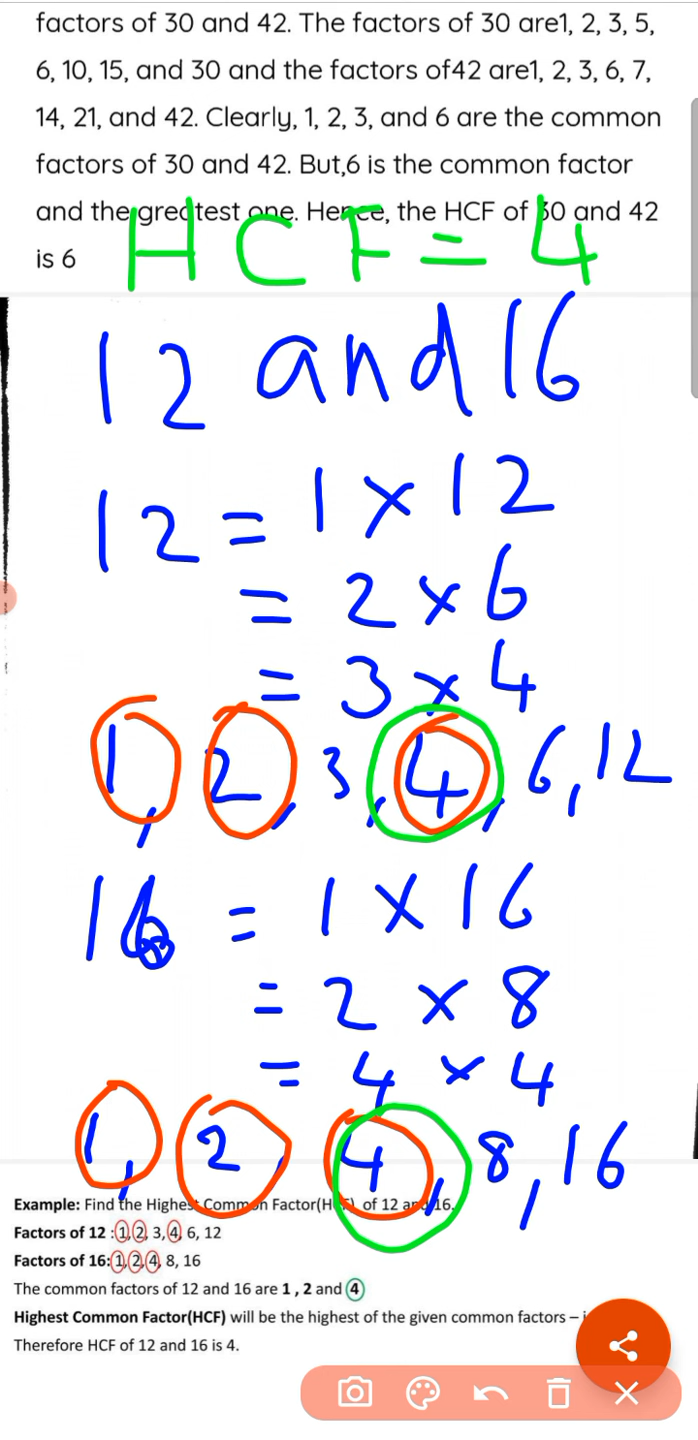 factors of 30 and 42. The factors of 30 are1, 2, 3, 5,
6, 10, 15, and 30 and the factors of42 are1, 2, 3, 6, 7,
14, 21, and 42. Clearly, 1, 2, 3, and 6 are the common
factors of 30 and 42. But,6 is the common factor
and the greatest one. Hence, the HCF of 30 and 42
is 6
HCF = 4
12 and 16
12 = 1 × 12
= 2 × 6
= 3 × 4
1, 2, 3, 4, 6, 12
16 = 1 × 16
= 2 × 8
= 4 × 4
1, 2, 4, 8, 16
Example: Find the Highest Common Factor(HCF) of 12 and 16.
Factors of 12 :1,2, 3,4, 6, 12
Factors of 16:1,2,4, 8, 16
The common factors of 12 and 16 are 1 , 2 and 4
Highest Common Factor(HCF) will be the highest of the given common factors –
Therefore HCF of 12 and 16 is 4.